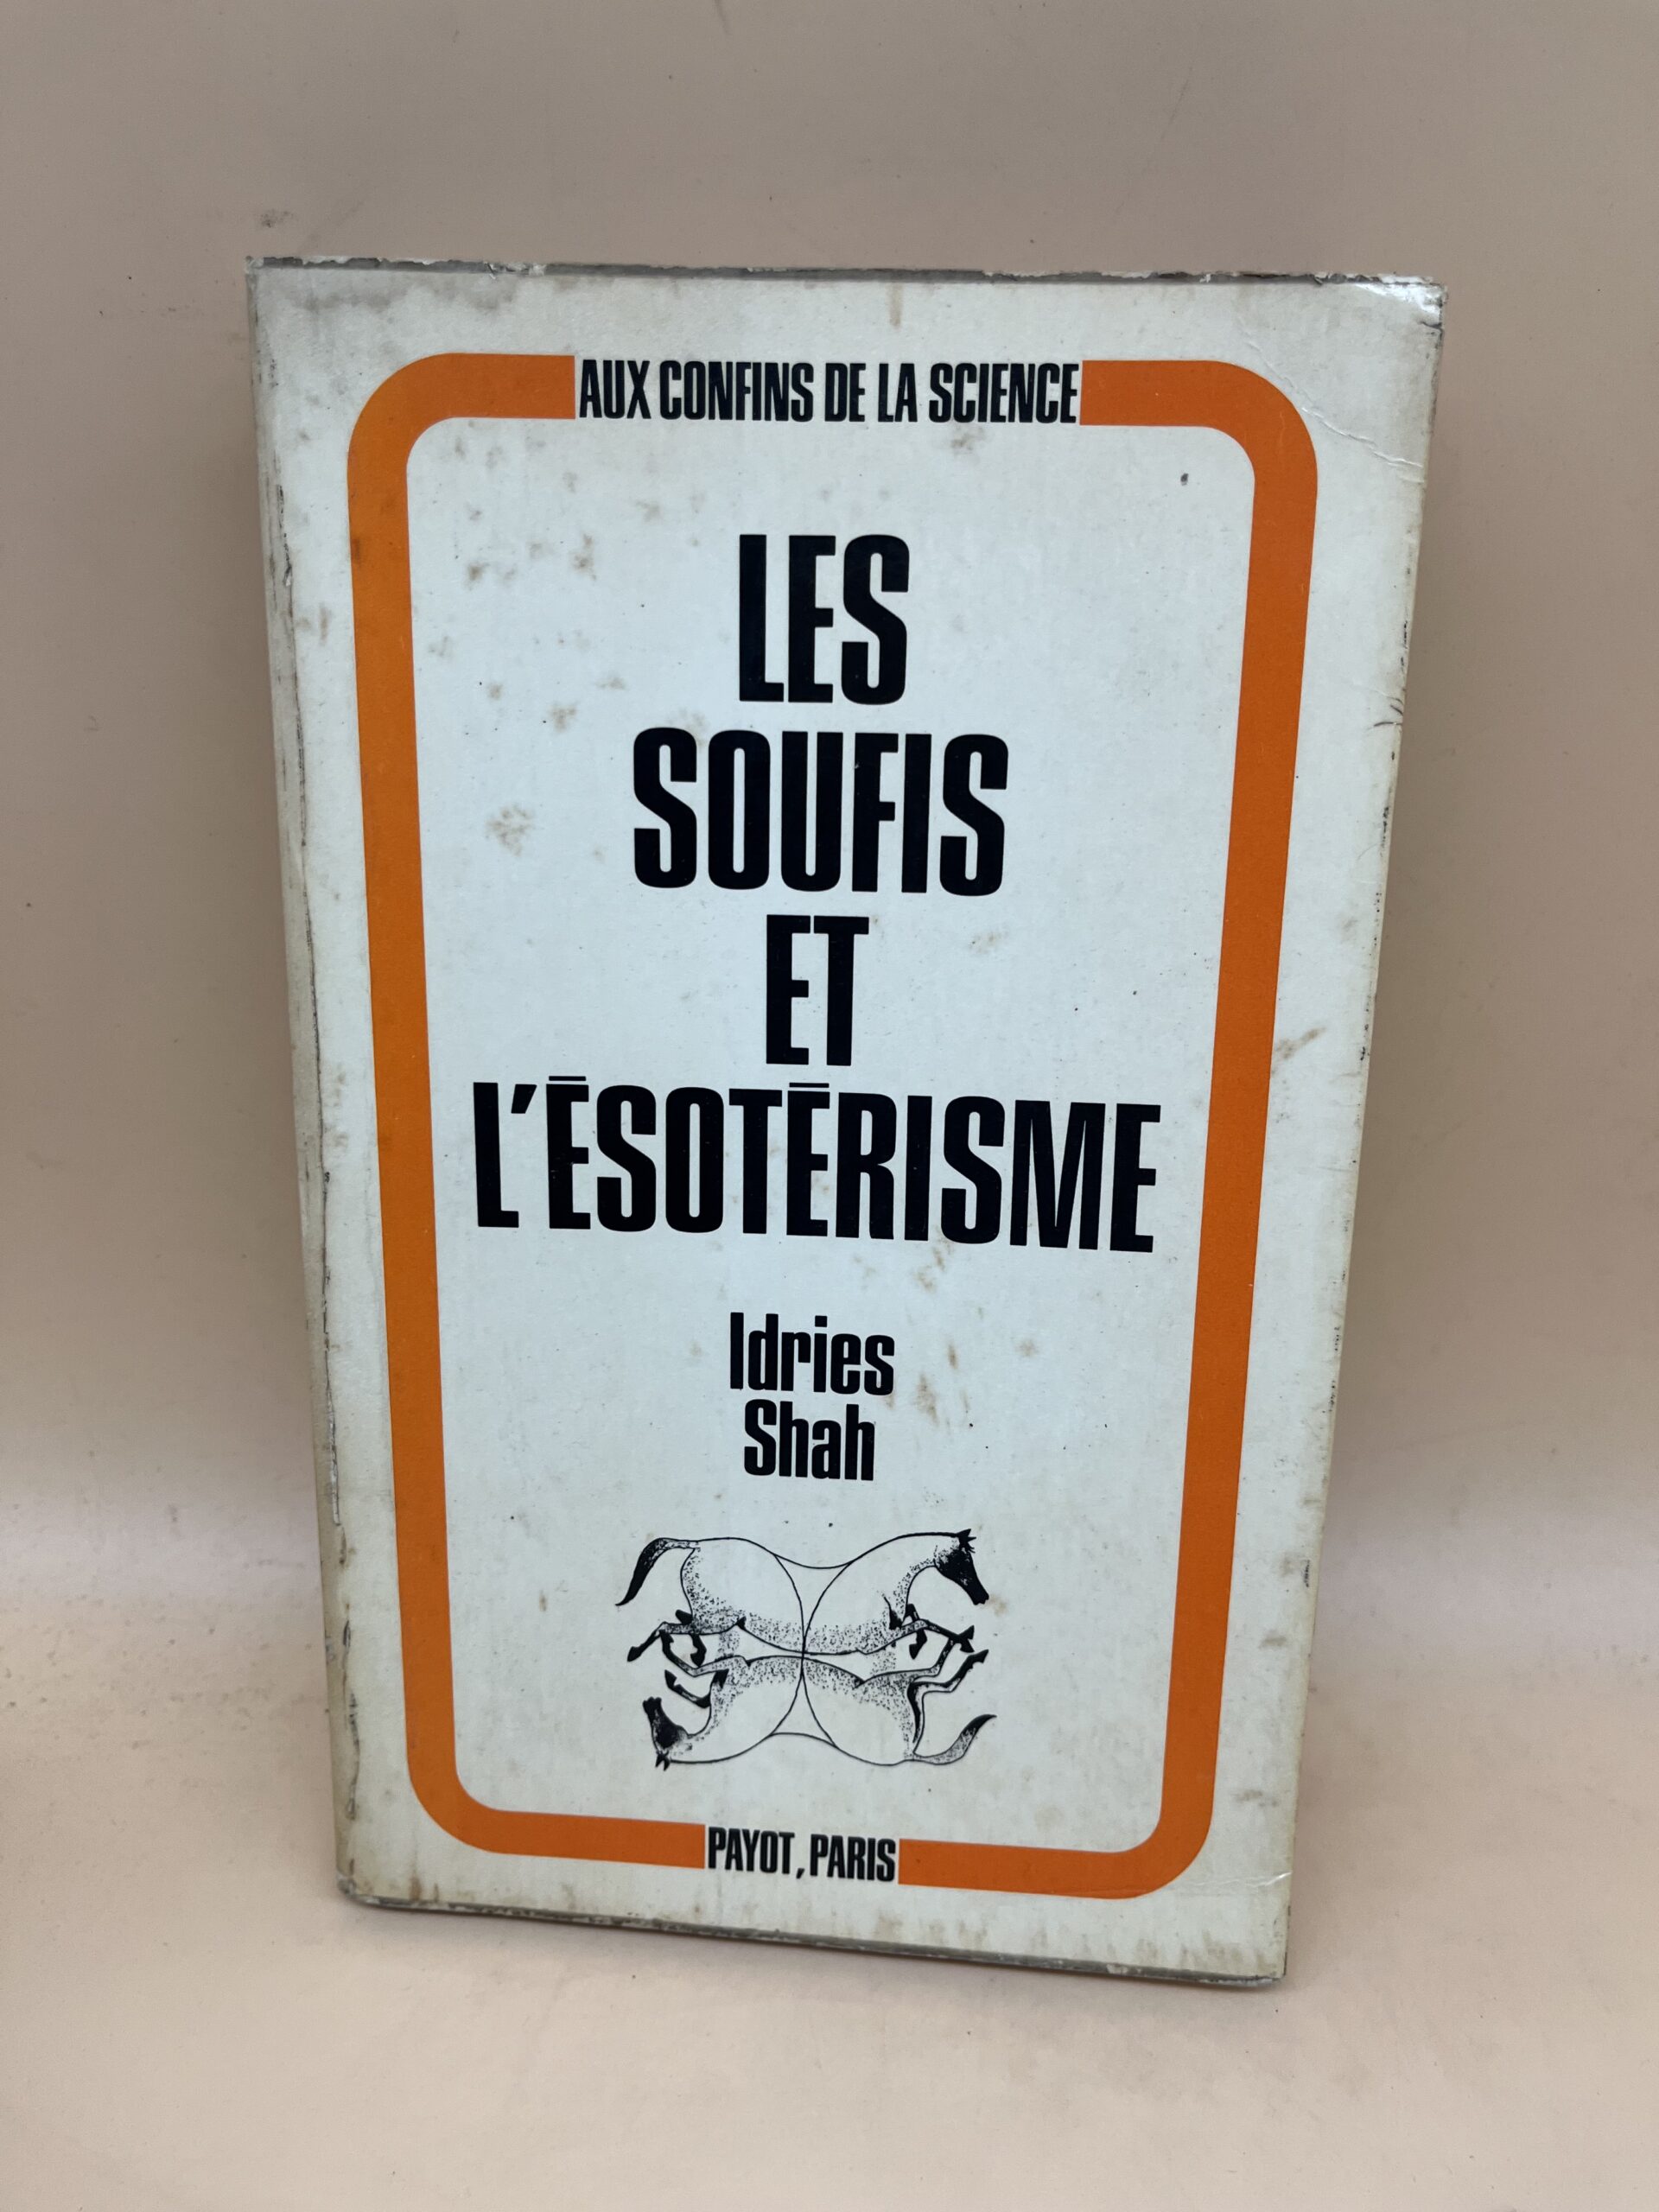 AUX CONFINS DE LA SCIENCE
LES
SOUFIS
ET
L'ÉSOTÉRISME
Idries
Shah
PAYOT, PARIS